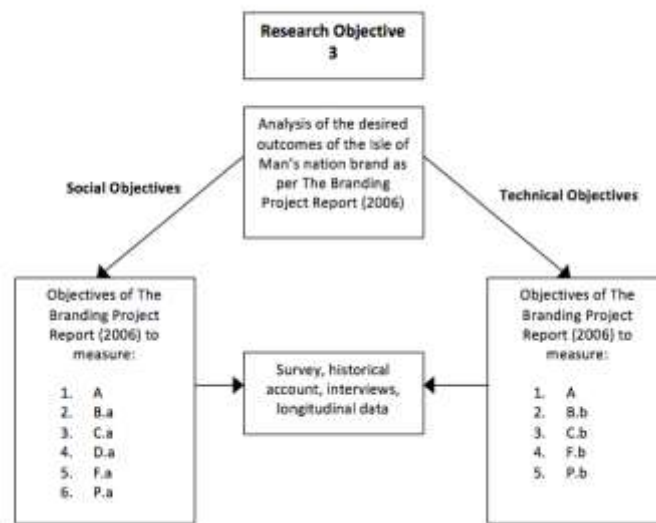 Research Objective
3
Analysis of the desired
outcomes of the Isle of
Man's nation brand as
per The Branding
Project Report (2006)
Social Objectives
Technical Objectives
Objectives of The
Branding Project
Report (2006) to
measure:
1. A
2. B.a
3. C.a
4. D.a
5. F.a
6. P.a
Survey, historical
account, interviews,
longitudinal data
Objectives of The
Branding Project
Report (2006) to
measure:
1. A
2. B.b
3. C.b
4. F.b
5. P.b